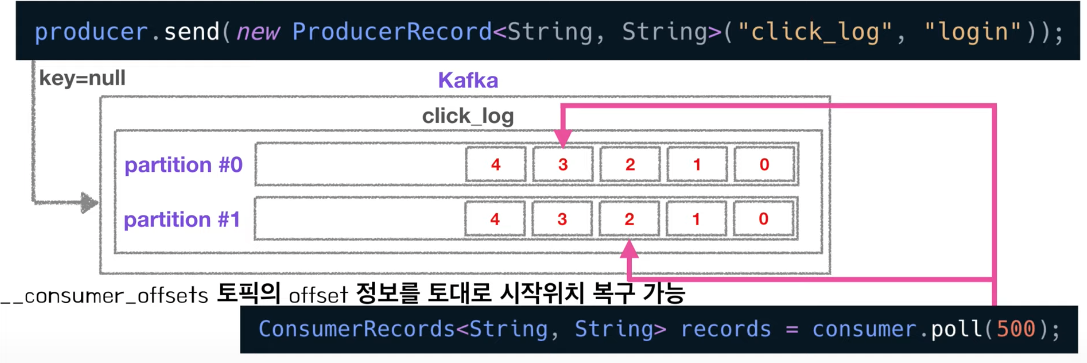 producer.send(new ProducerRecord<String, String>("click_log", "login"));
key=null
Kafka
click_log
partition #0 4 3 2 1 0
partition #1 4 3 2 1 0
__consumer_offsets 토픽의 offset 정보를 토대로 시작위치 복구 가능
ConsumerRecords<String, String> records = consumer.poll(500);